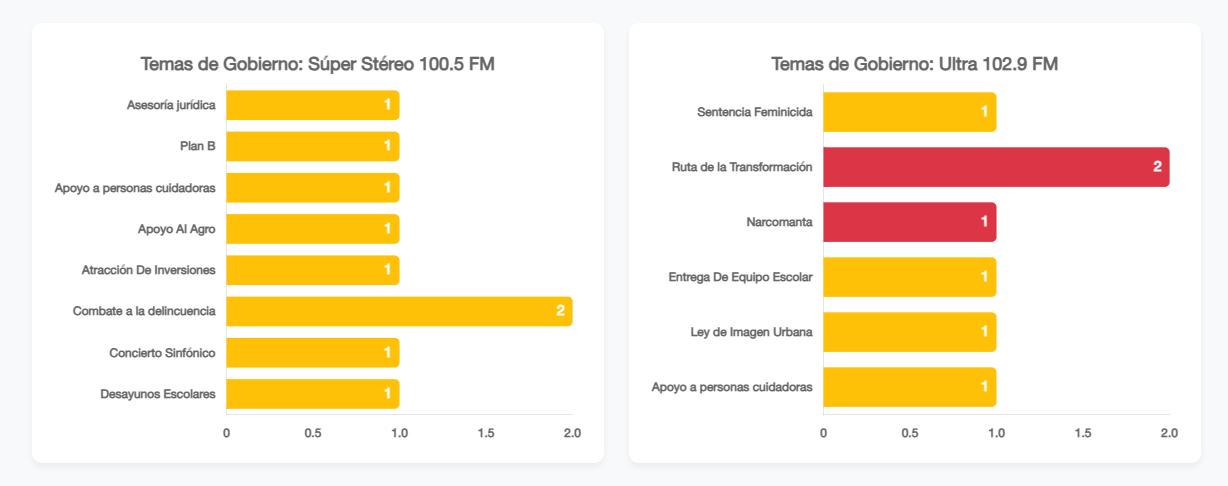 Temas de Gobierno: Súper Stéreo 100.5 FM
Asesoría jurídica 1
Plan B 1
Apoyo a personas cuidadoras 1
Apoyo Al Agro 1
Atracción De Inversiones 1
Combate a la delincuencia 2
Concierto Sinfónico 1
Desayunos Escolares 1
0 0.5 1.0 1.5 2.0
Temas de Gobierno: Ultra 102.9 FM
Sentencia Feminicida 1
Ruta de la Transformación 2
Narcomanta 1
Entrega De Equipo Escolar 1
Ley de Imagen Urbana 1
Apoyo a personas cuidadoras 1
0 0.5 1.0 1.5 2.0